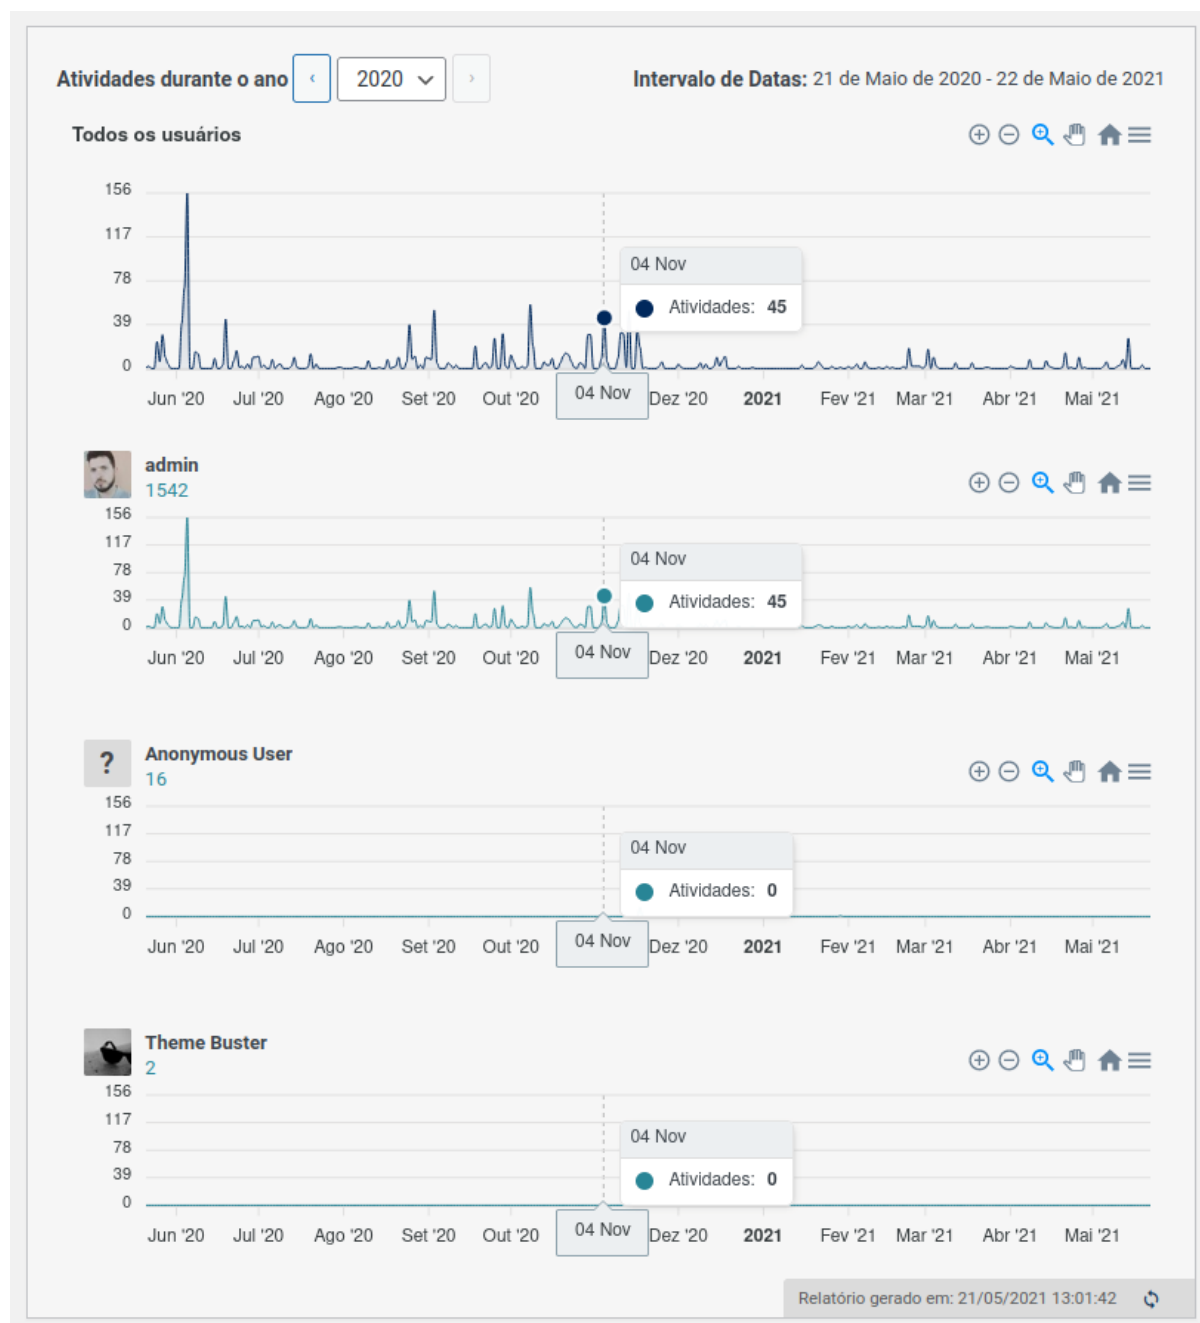 Atividades durante o ano ‹ 2020 › Intervalo de Datas: 21 de Maio de 2020 - 22 de Maio de 2021
Todos os usuários
156
117
78
39
0
04 Nov
Atividades: 45
Jun '20 Jul '20 Ago '20 Set '20 Out '20 04 Nov Dez '20 2021 Fev '21 Mar '21 Abr '21 Mai '21
admin
1542
156
117
78
39
0
04 Nov
Atividades: 45
Jun '20 Jul '20 Ago '20 Set '20 Out '20 04 Nov Dez '20 2021 Fev '21 Mar '21 Abr '21 Mai '21
? Anonymous User
16
156
117
78
39
0
04 Nov
Atividades: 0
Jun '20 Jul '20 Ago '20 Set '20 Out '20 04 Nov Dez '20 2021 Fev '21 Mar '21 Abr '21 Mai '21
Theme Buster
2
156
117
78
39
0
04 Nov
Atividades: 0
Jun '20 Jul '20 Ago '20 Set '20 Out '20 04 Nov Dez '20 2021 Fev '21 Mar '21 Abr '21 Mai '21
Relatório gerado em: 21/05/2021 13:01:42